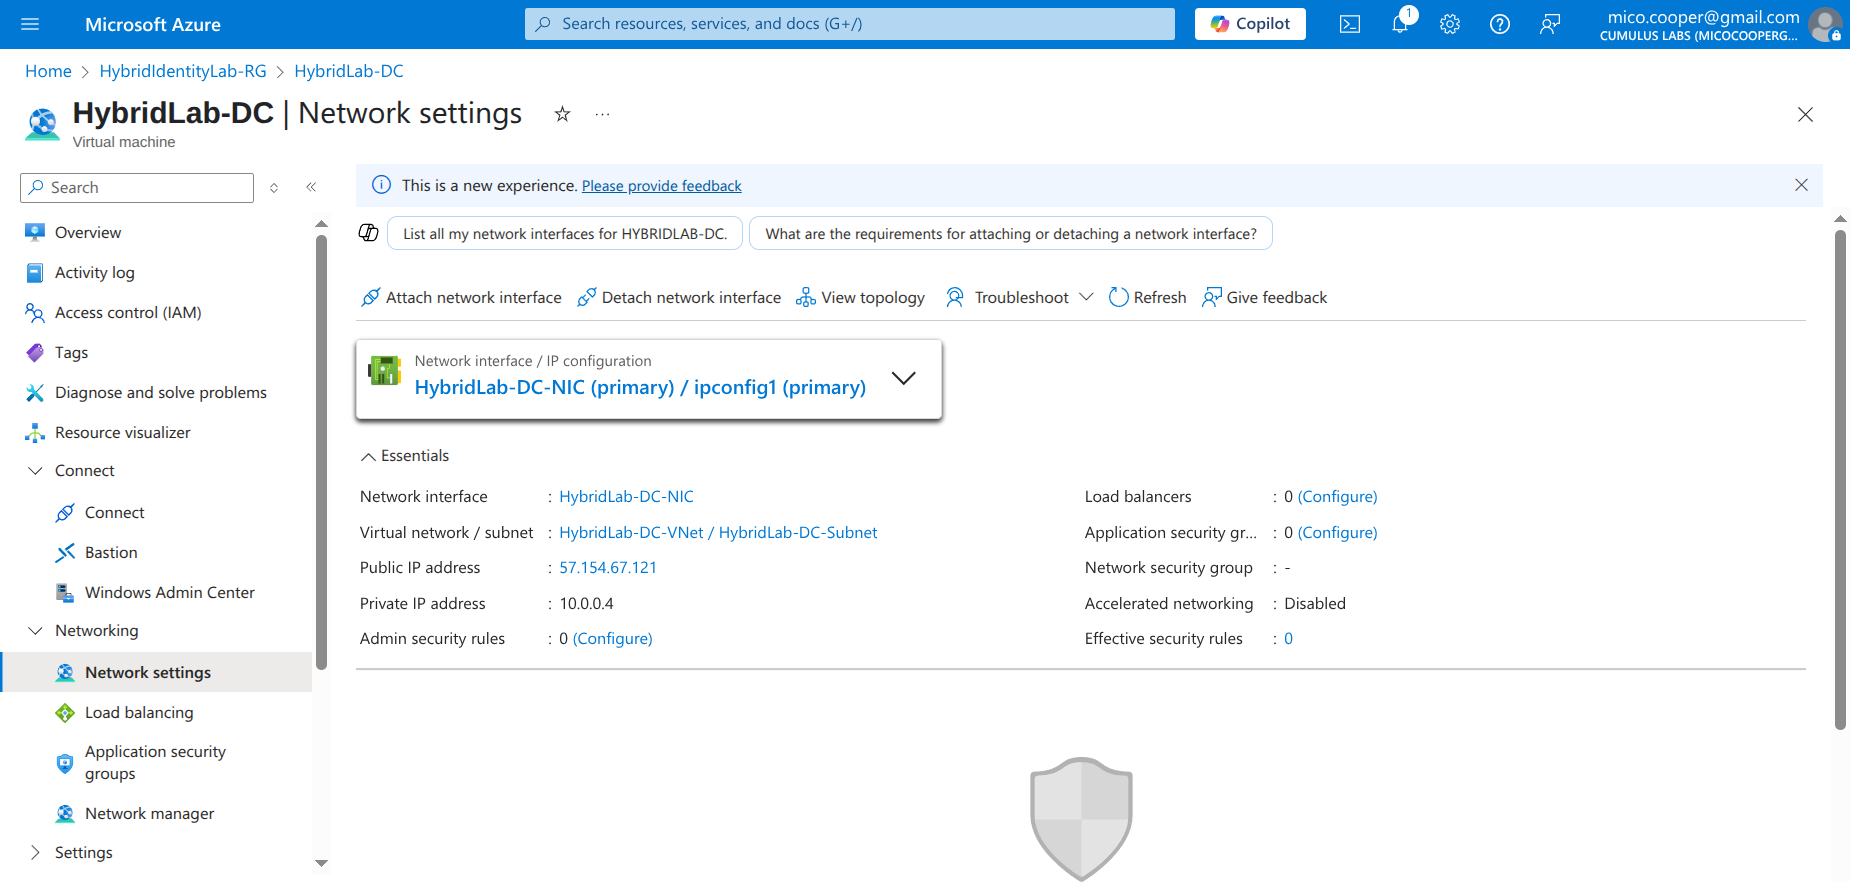 Microsoft Azure
Search resources, services, and docs (G+/)
Copilot
1
mico.cooper@gmail.com
CUMULUS LABS (MICOCOOPERG...
Home > HybridIdentityLab-RG > HybridLab-DC
HybridLab-DC | Network settings
Virtual machine
Search
Overview
Activity log
Access control (IAM)
Tags
Diagnose and solve problems
Resource visualizer
Connect
Connect
Bastion
Windows Admin Center
Networking
Network settings
Load balancing
Application security
groups
Network manager
Settings
This is a new experience. Please provide feedback
List all my network interfaces for HYBRIDLAB-DC.
What are the requirements for attaching or detaching a network interface?
Attach network interface Detach network interface View topology Troubleshoot Refresh Give feedback
Network interface / IP configuration
HybridLab-DC-NIC (primary) / ipconfig1 (primary)
Essentials
Network interface : HybridLab-DC-NIC
Virtual network / subnet : HybridLab-DC-VNet / HybridLab-DC-Subnet
Public IP address : 57.154.67.121
Private IP address : 10.0.0.4
Admin security rules : 0 (Configure)
Load balancers : 0 (Configure)
Application security gr... : 0 (Configure)
Network security group : -
Accelerated networking : Disabled
Effective security rules : 0